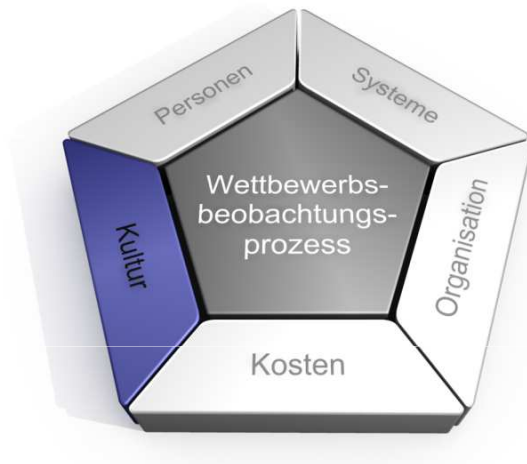 Personen
Systeme
Wettbewerbs-
beobachtungs-
prozess
Kultur
Organisation
Kosten